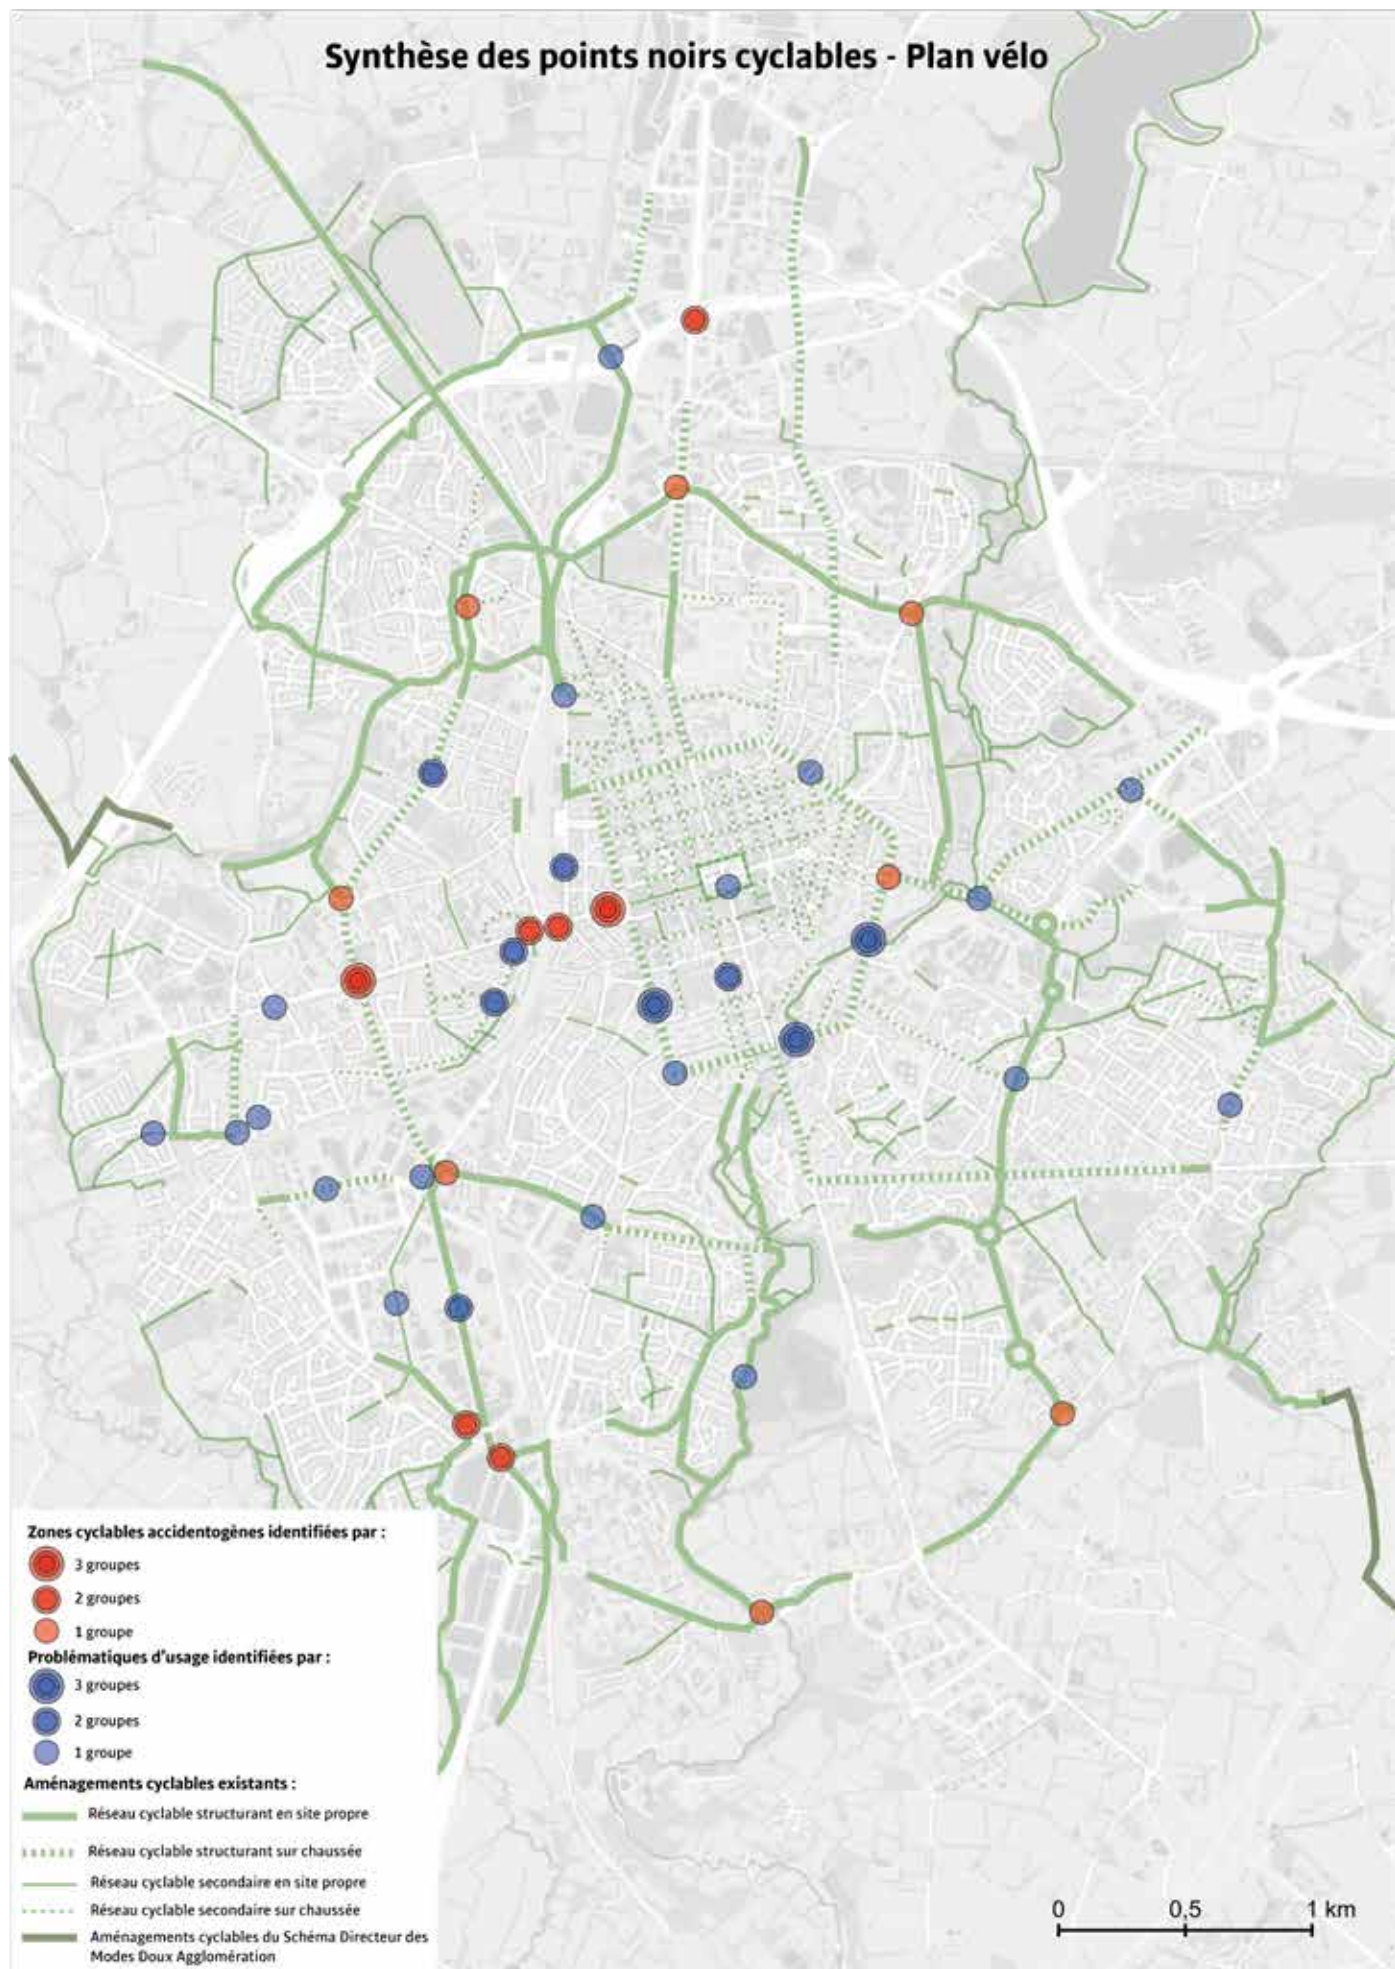 Synthèse des points noirs cyclables - Plan vélo
Zones cyclables accidentogènes identifiées par :
3 groupes
2 groupes
1 groupe
Problématiques d'usage identifiées par :
3 groupes
2 groupes
1 groupe
Aménagements cyclables existants :
Réseau cyclable structurant en site propre
Réseau cyclable structurant sur chaussée
Réseau cyclable secondaire en site propre
Réseau cyclable secondaire sur chaussée
Aménagements cyclables du Schéma Directeur des
Modes Doux Agglomération
0 0,5 1 km